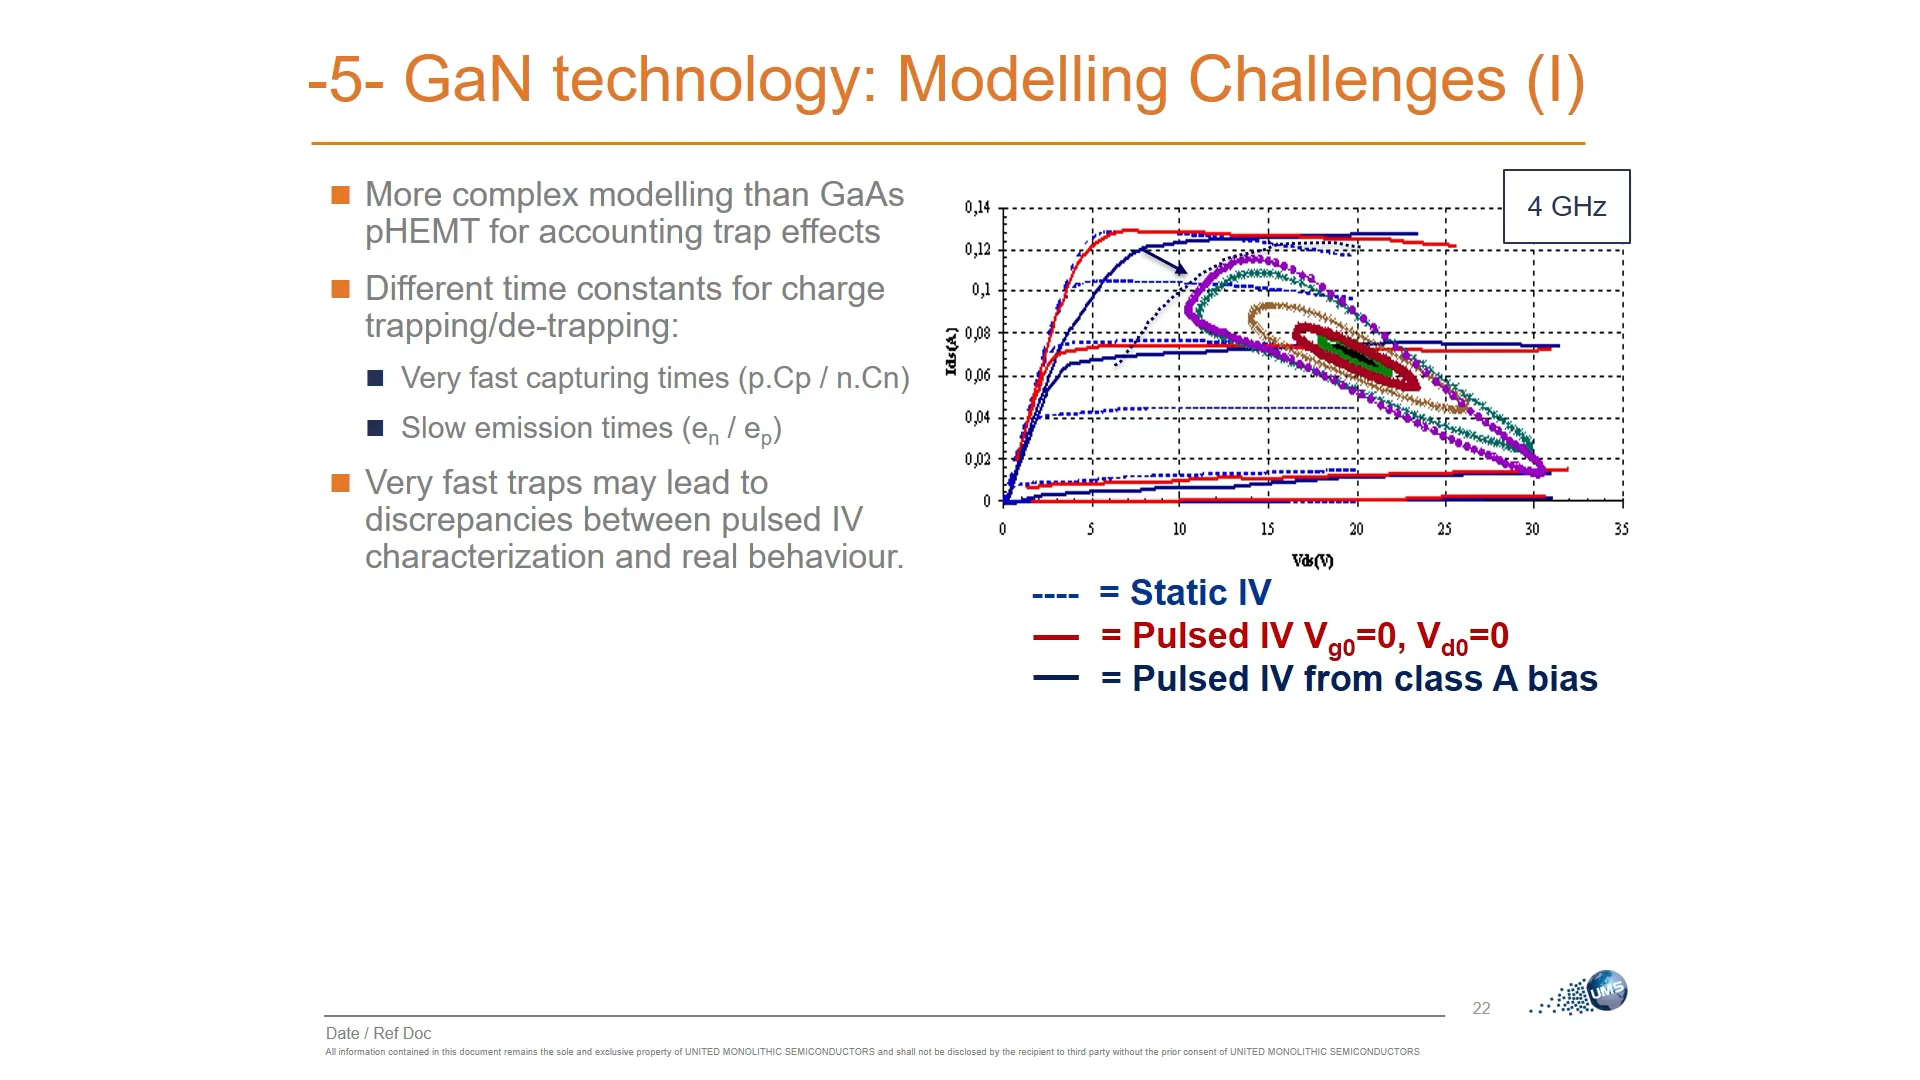 -5- GaN technology: Modelling Challenges (I)
More complex modelling than GaAs
pHEMT for accounting trap effects
Different time constants for charge
trapping/de-trapping:
Very fast capturing times (p.Cp / n.Cn)
Slow emission times (en / ep)
Very fast traps may lead to
discrepancies between pulsed IV
characterization and real behaviour.
4 GHz
0,14
0,12
0,1
0,08
0,06
0,04
0,02
0
Ids(A)
0 5 10 15 20 25 30 35
Vds(V)
---- = Static IV
= Pulsed IV Vg0=0, Vd0=0
= Pulsed IV from class A bias
22
UMS
Date / Ref Doc
All information contained in this document remains the sole and exclusive property of UNITED MONOLITHIC SEMICONDUCTORS and shall not be disclosed by the recipient to third party without the prior consent of UNITED MONOLITHIC SEMICONDUCTORS